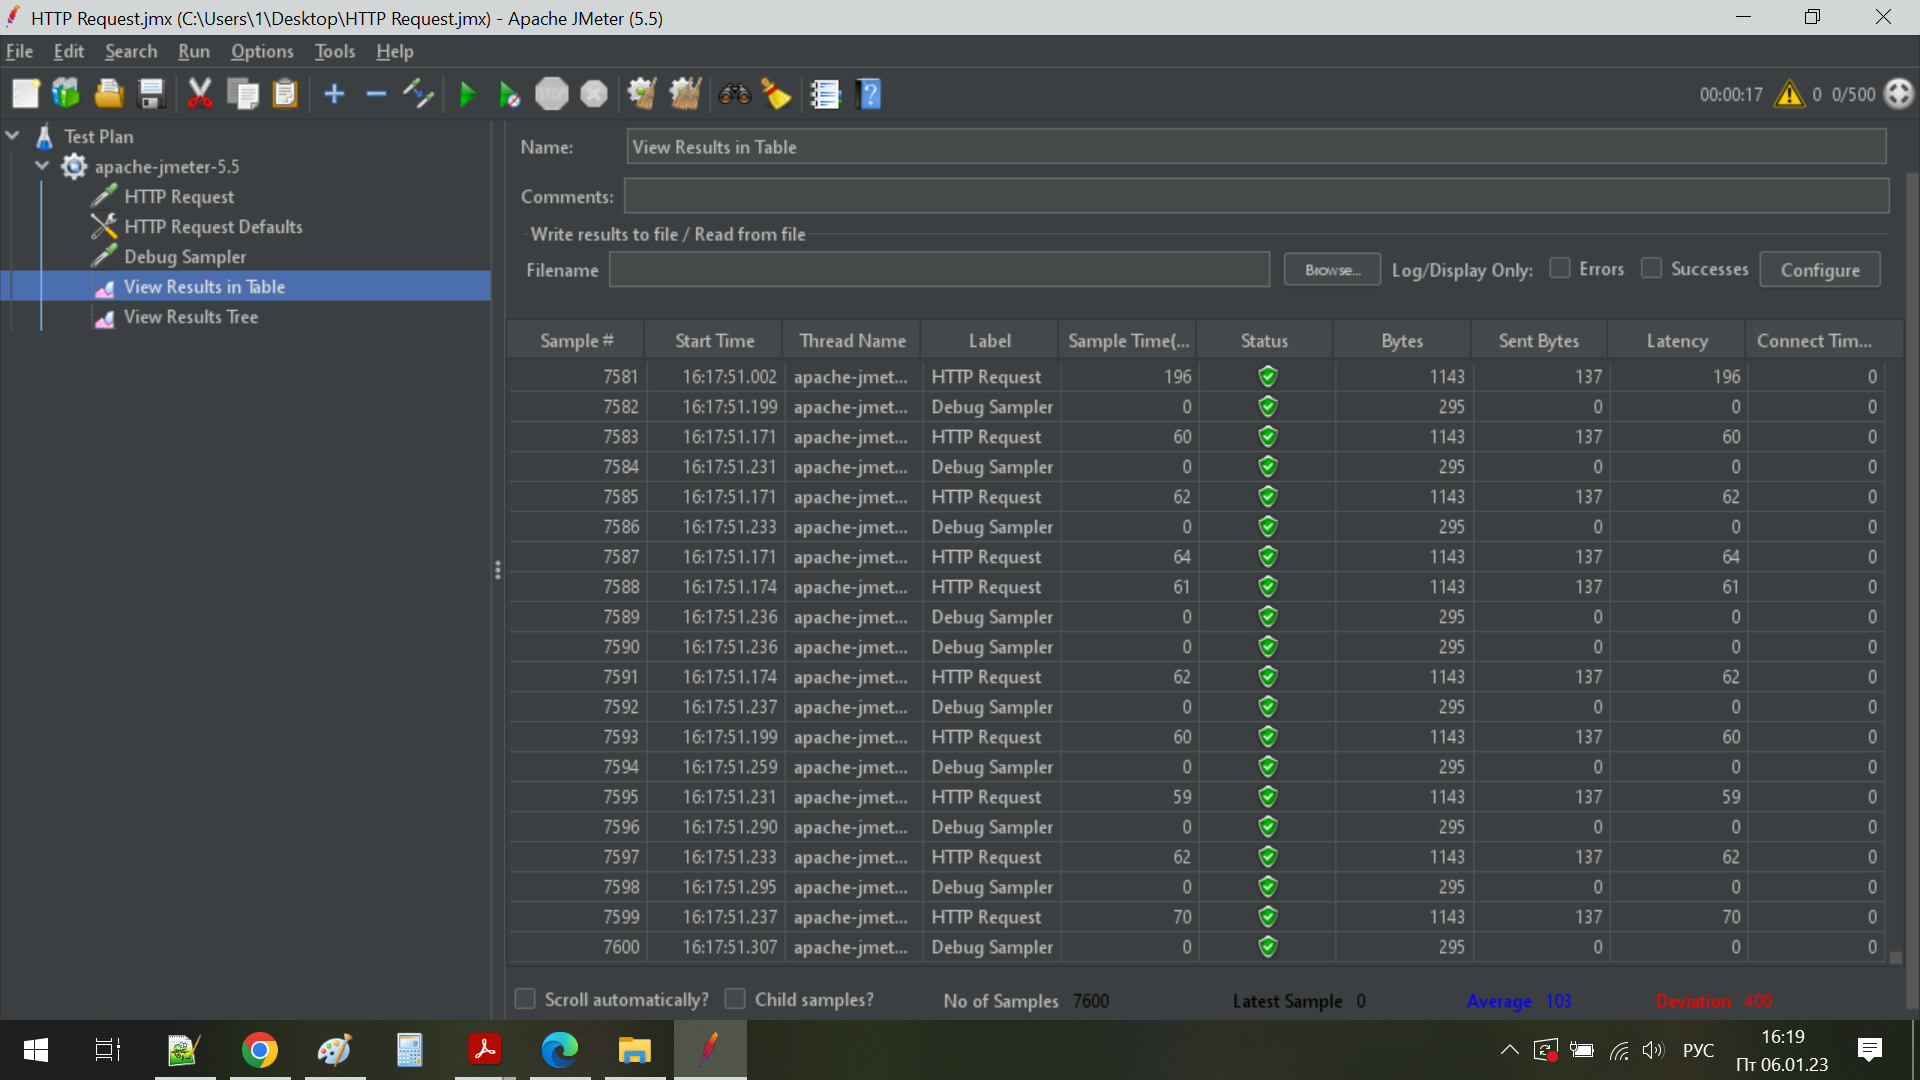 HTTP Request.jmx (C:\Users\1\Desktop\HTTP Request.jmx) - Apache JMeter (5.5)
File Edit Search Run Options Tools Help
STOP 00:00:17 0 0/500
Test Plan
apache-jmeter-5.5
HTTP Request
HTTP Request Defaults
Debug Sampler
View Results in Table
View Results Tree
Name: View Results in Table
Comments:
Write results to file / Read from file
Filename Browse... Log/Display Only: Errors Successes Configure
Sample # Start Time Thread Name Label Sample Time(... Status Bytes Sent Bytes Latency Connect Tim...
7581 16:17:51.002 apache-jmet... HTTP Request 196 1143 137 196 0
7582 16:17:51.199 apache-jmet... Debug Sampler 0 295 0 0 0
7583 16:17:51.171 apache-jmet... HTTP Request 60 1143 137 60 0
7584 16:17:51.231 apache-jmet... Debug Sampler 0 295 0 0 0
7585 16:17:51.171 apache-jmet... HTTP Request 62 1143 137 62 0
7586 16:17:51.233 apache-jmet... Debug Sampler 0 295 0 0 0
7587 16:17:51.171 apache-jmet... HTTP Request 64 1143 137 64 0
7588 16:17:51.174 apache-jmet... HTTP Request 61 1143 137 61 0
7589 16:17:51.236 apache-jmet... Debug Sampler 0 295 0 0 0
7590 16:17:51.236 apache-jmet... Debug Sampler 0 295 0 0 0
7591 16:17:51.174 apache-jmet... HTTP Request 62 1143 137 62 0
7592 16:17:51.237 apache-jmet... Debug Sampler 0 295 0 0 0
7593 16:17:51.199 apache-jmet... HTTP Request 60 1143 137 60 0
7594 16:17:51.259 apache-jmet... Debug Sampler 0 295 0 0 0
7595 16:17:51.231 apache-jmet... HTTP Request 59 1143 137 59 0
7596 16:17:51.290 apache-jmet... Debug Sampler 0 295 0 0 0
7597 16:17:51.233 apache-jmet... HTTP Request 62 1143 137 62 0
7598 16:17:51.295 apache-jmet... Debug Sampler 0 295 0 0 0
7599 16:17:51.237 apache-jmet... HTTP Request 70 1143 137 70 0
7600 16:17:51.307 apache-jmet... Debug Sampler 0 295 0 0 0
Scroll automatically? Child samples? No of Samples 7600 Latest Sample 0 Average 103 Deviation 400
РУС 16:19
Пт 06.01.23